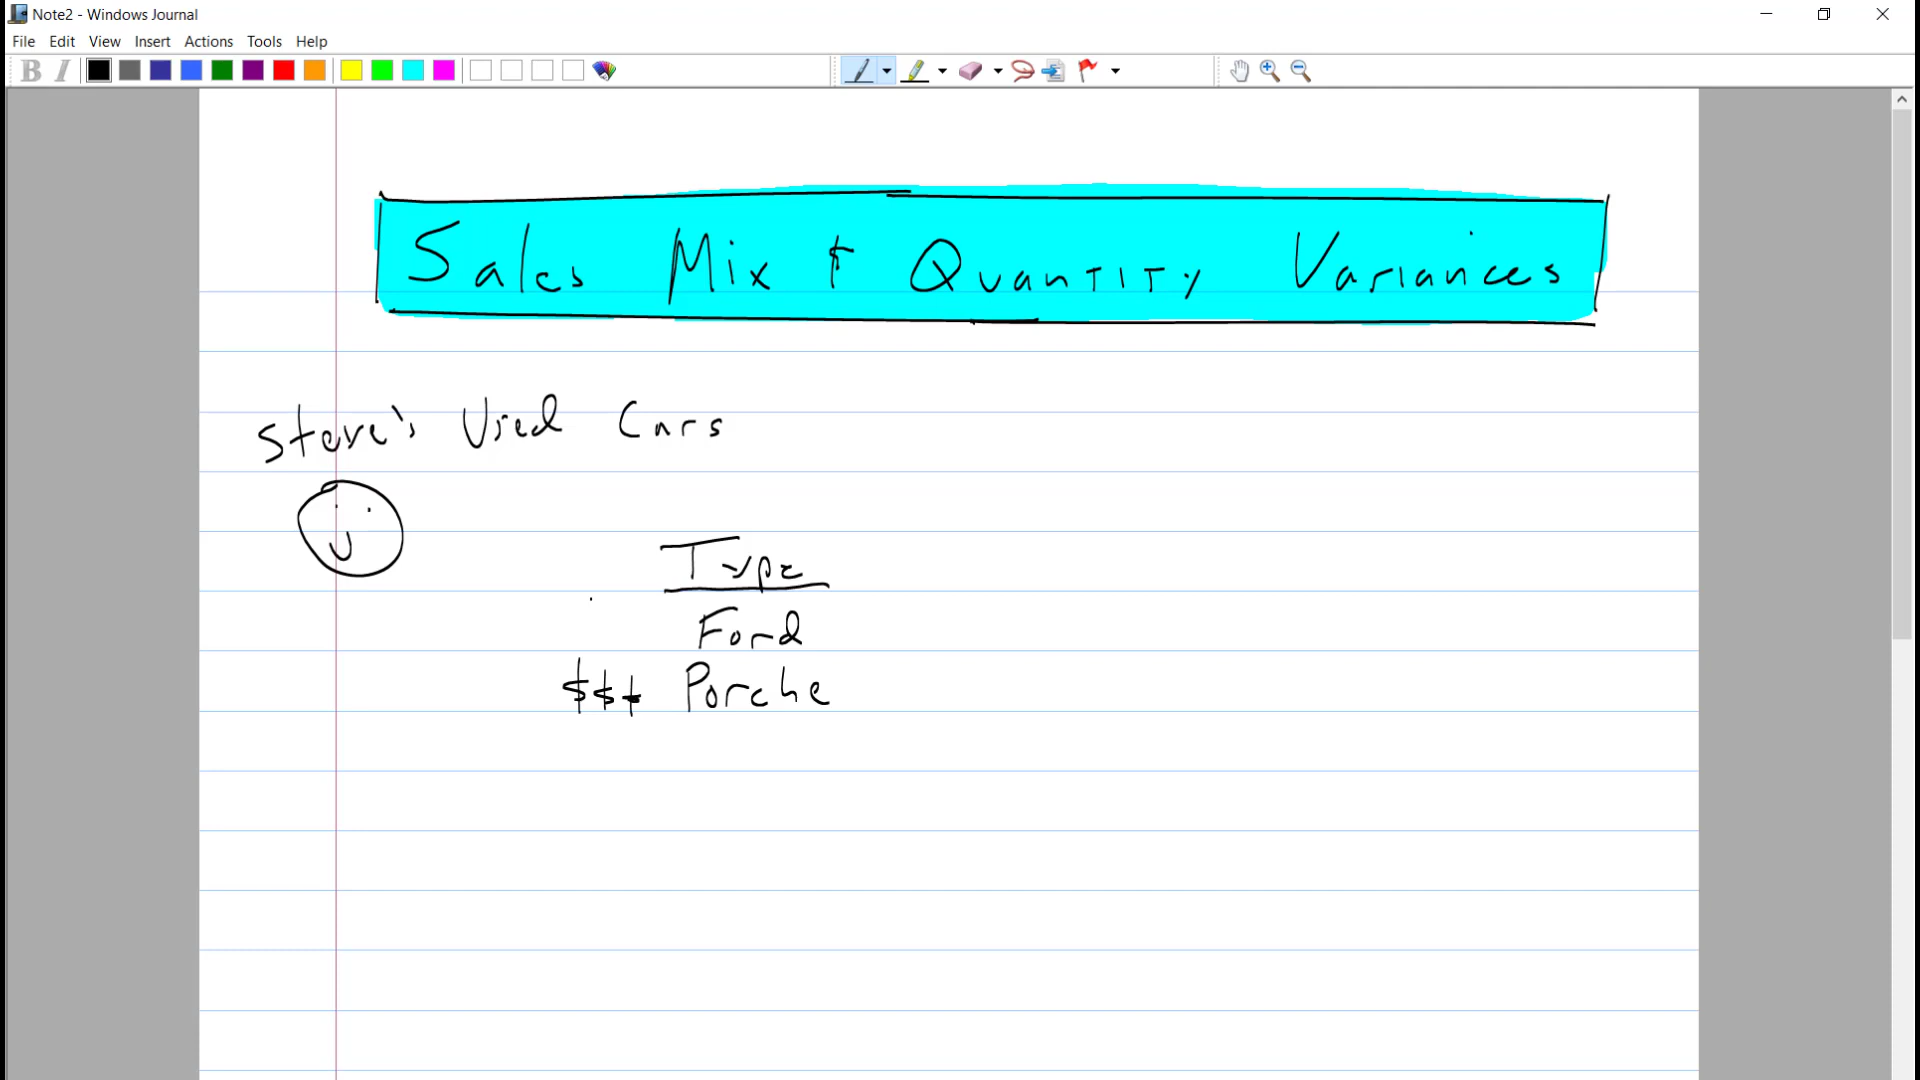 Note2 - Windows Journal
File Edit View Insert Actions Tools Help
B I
Sales Mix + Quantity Variances
Steve's Used Cars
Type
Ford
$$$ Porche